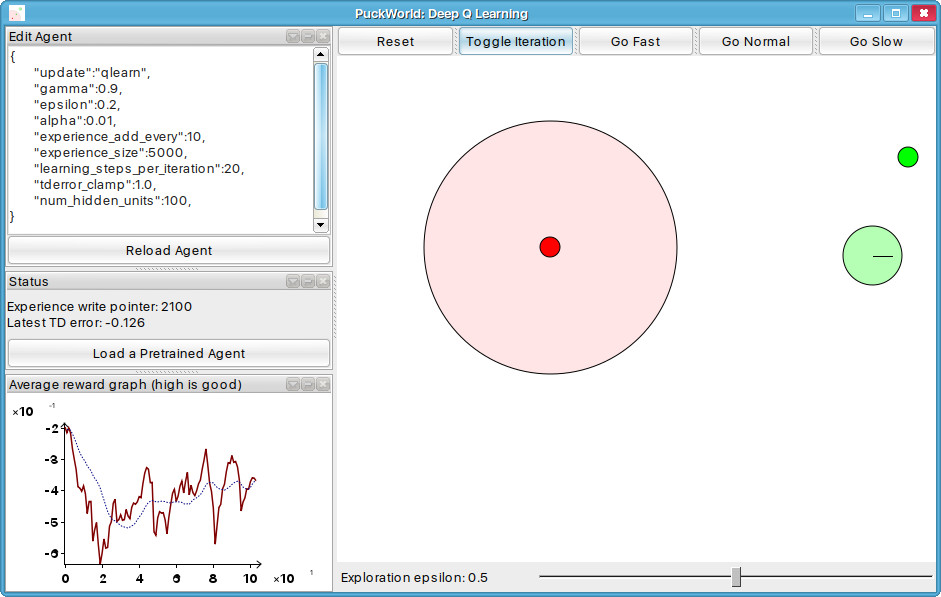 PuckWorld: Deep Q Learning
Edit Agent
{
"update":"qlearn",
"gamma":0.9,
"epsilon":0.2,
"alpha":0.01,
"experience_add_every":10,
"experience_size":5000,
"learning_steps_per_iteration":20,
"tderror_clamp":1.0,
"num_hidden_units":100,
}
Reload Agent
Status
Experience write pointer: 2100
Latest TD error: -0.126
Load a Pretrained Agent
Average reward graph (high is good)
×10 -1
-2
-3
-4
-5
-6
0 2 4 6 8 10 ×10 1
Reset Toggle Iteration Go Fast Go Normal Go Slow
Exploration epsilon: 0.5